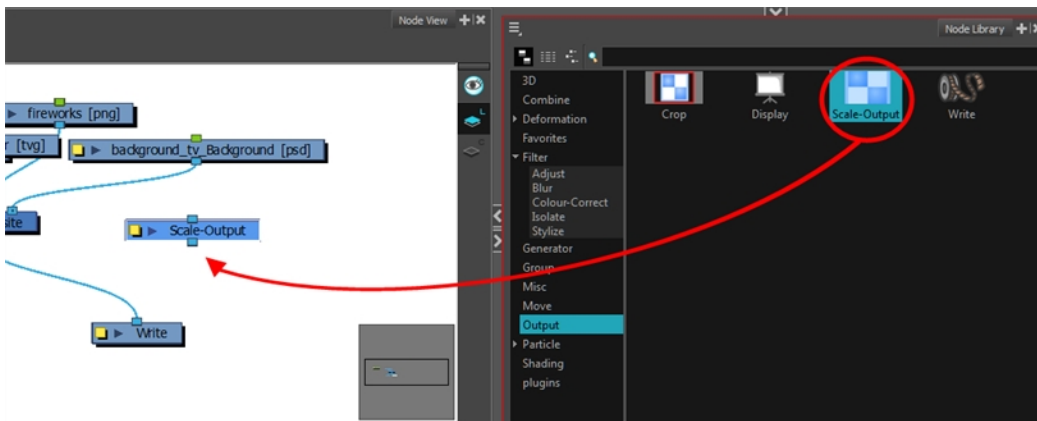 Node View
fireworks [png]
r [tvg]
background_tv_Background [psd]
site
Scale-Output
Write
L
C
Node Library
3D
Combine
Deformation
Favorites
Filter
Adjust
Blur
Colour-Correct
Isolate
Stylize
Generator
Group
Misc
Move
Output
Particle
Shading
plugins
Crop
Display
Scale-Output
Write